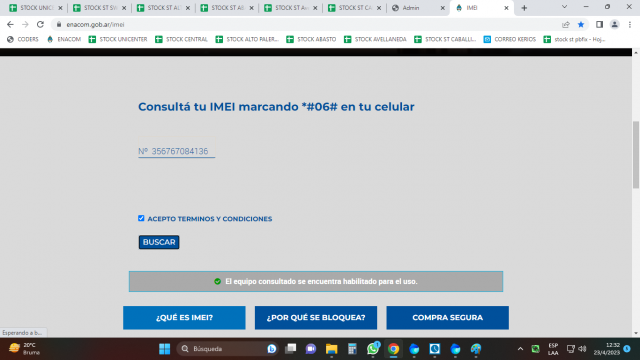 STOCK UNIC
STOCK ST SW
STOCK ST AC
STOCK ST AL
STOCK ST AV
STOCK ST CA
Admin
IMEI
enacom.gob.ar/imei
CODERS
ENACOM
STOCK UNICENTER
STOCK CENTRAL
STOCK ALTO PALER...
STOCK ABASTO
STOCK AVELLANEDA
STOCK ST CABALLI...
CORREO KERIOS
stock st pbfix - Hoj...
Consultá tu IMEI marcando *#06# en tu celular
Nº 356767084136
ACEPTO TERMINOS Y CONDICIONES
BUSCAR
El equipo consultado se encuentra habilitado para el uso.
¿QUÉ ES IMEI?
¿POR QUÉ SE BLOQUEA?
COMPRA SEGURA
Esperando a b...
20°C
Bruma
Búsqueda
ESP
LAA
12:32
23/4/2023